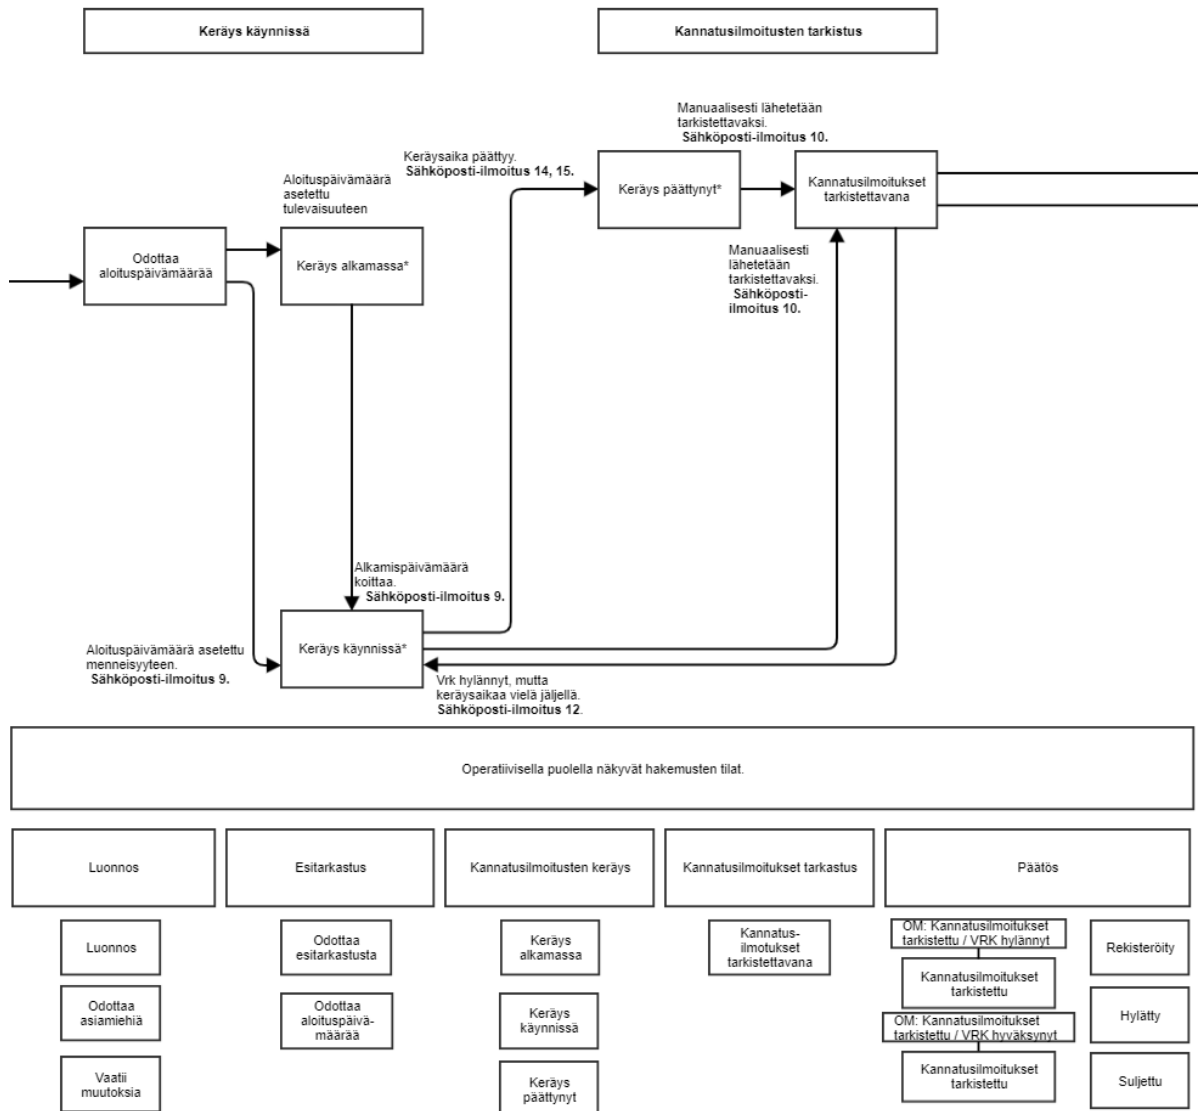 Keräys käynnissä
Kannatusilmoitusten tarkistus
Manuaalisesti lähetetään
tarkistettavaksi.
Sähköposti-ilmoitus 10.
Keräysaika päättyy.
Sähköposti-ilmoitus 14, 15.
Aloituspäivämäärä
asetettu
tulevaisuuteen
Keräys päättynyt*
Kannatusilmoitukset
tarkistettavana
Odottaa
aloituspäivämäärää
Keräys alkamassa*
Manuaalisesti
lähetetään
tarkistettavaksi.
Sähköposti-
ilmoitus 10.
Alkamispäivämäärä
koittaa.
Sähköposti-ilmoitus 9.
Aloituspäivämäärä asetettu
menneisyyteen.
Sähköposti-ilmoitus 9.
Keräys käynnissä*
Vrk hylännyt, mutta
keräysaikaa vielä jäljellä.
Sähköposti-ilmoitus 12.
Operatiivisella puolella näkyvät hakemusten tilat.
Luonnos
Esitarkastus
Kannatusilmoitusten keräys
Kannatusilmoitukset tarkastus
Päätös
Luonnos
Odottaa
asiamiehiä
Vaatii
muutoksia
Odottaa
esitarkastusta
Odottaa
aloituspäivä-
määrää
Keräys
alkamassa
Keräys
käynnissä
Keräys
päättynyt
Kannatus-
ilmotukset
tarkistettavana
OM: Kannatusilmoitukset
tarkistettu / VRK hylännyt
Kannatusilmoitukset
tarkistettu
OM: Kannatusilmoitukset
tarkistettu / VRK hyväksynyt
Kannatusilmoitukset
tarkistettu
Rekisteröity
Hylätty
Suljettu